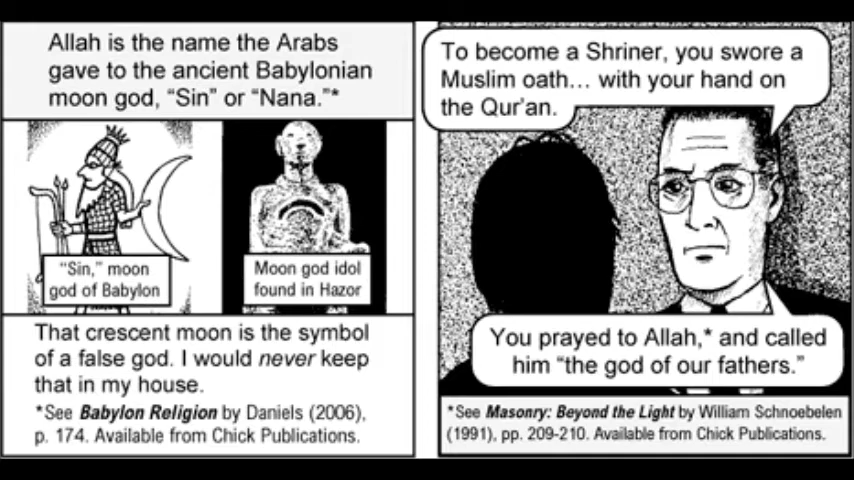 Allah is the name the Arabs
gave to the ancient Babylonian
moon god, “Sin” or “Nana.”*
“Sin,” moon
god of Babylon
Moon god idol
found in Hazor
That crescent moon is the symbol
of a false god. I would never keep
that in my house.
*See Babylon Religion by Daniels (2006),
p. 174. Available from Chick Publications.
To become a Shriner, you swore a
Muslim oath… with your hand on
the Qur’an.
You prayed to Allah,* and called
him “the god of our fathers.”
*See Masonry: Beyond the Light by William Schnoebelen
(1991), pp. 209-210. Available from Chick Publications.